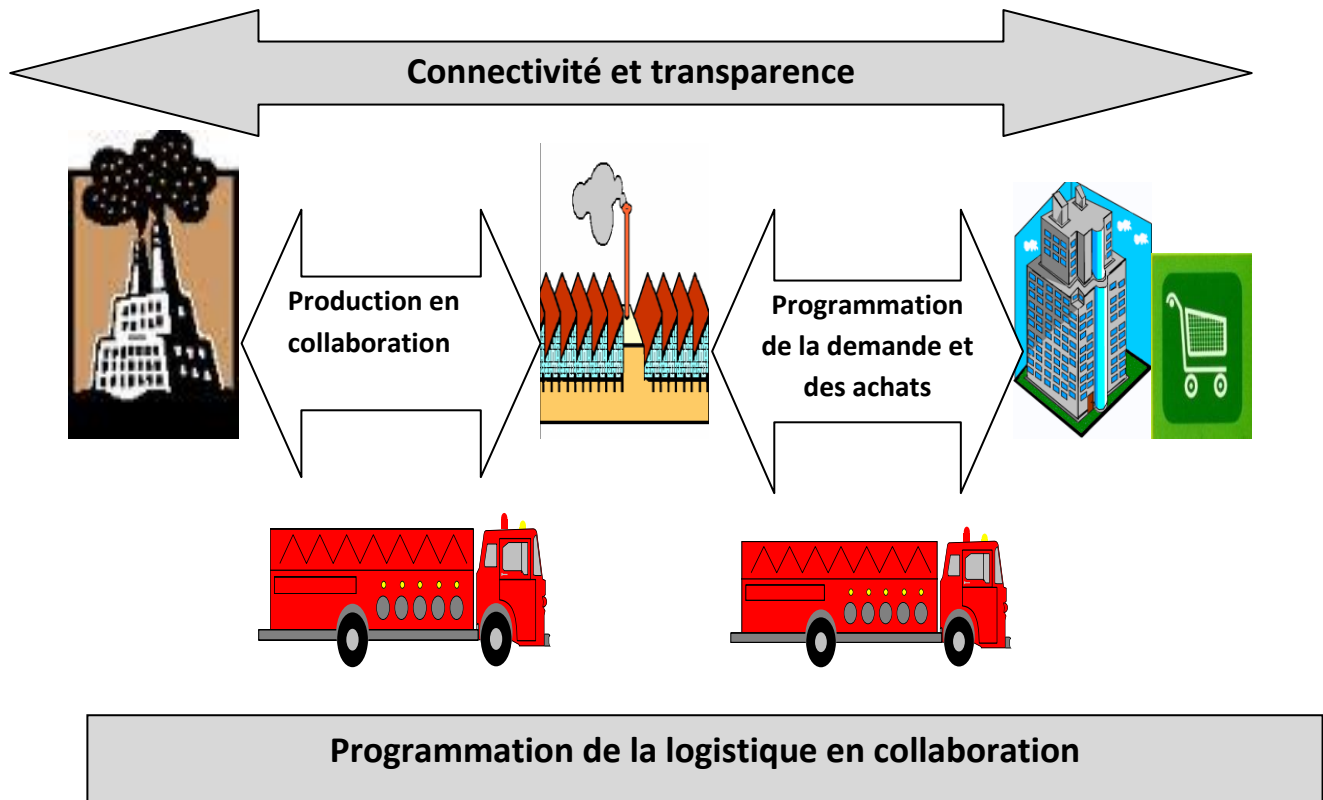 Connectivité et transparence
Production en
collaboration
Programmation
de la demande et
des achats
Programmation de la logistique en collaboration